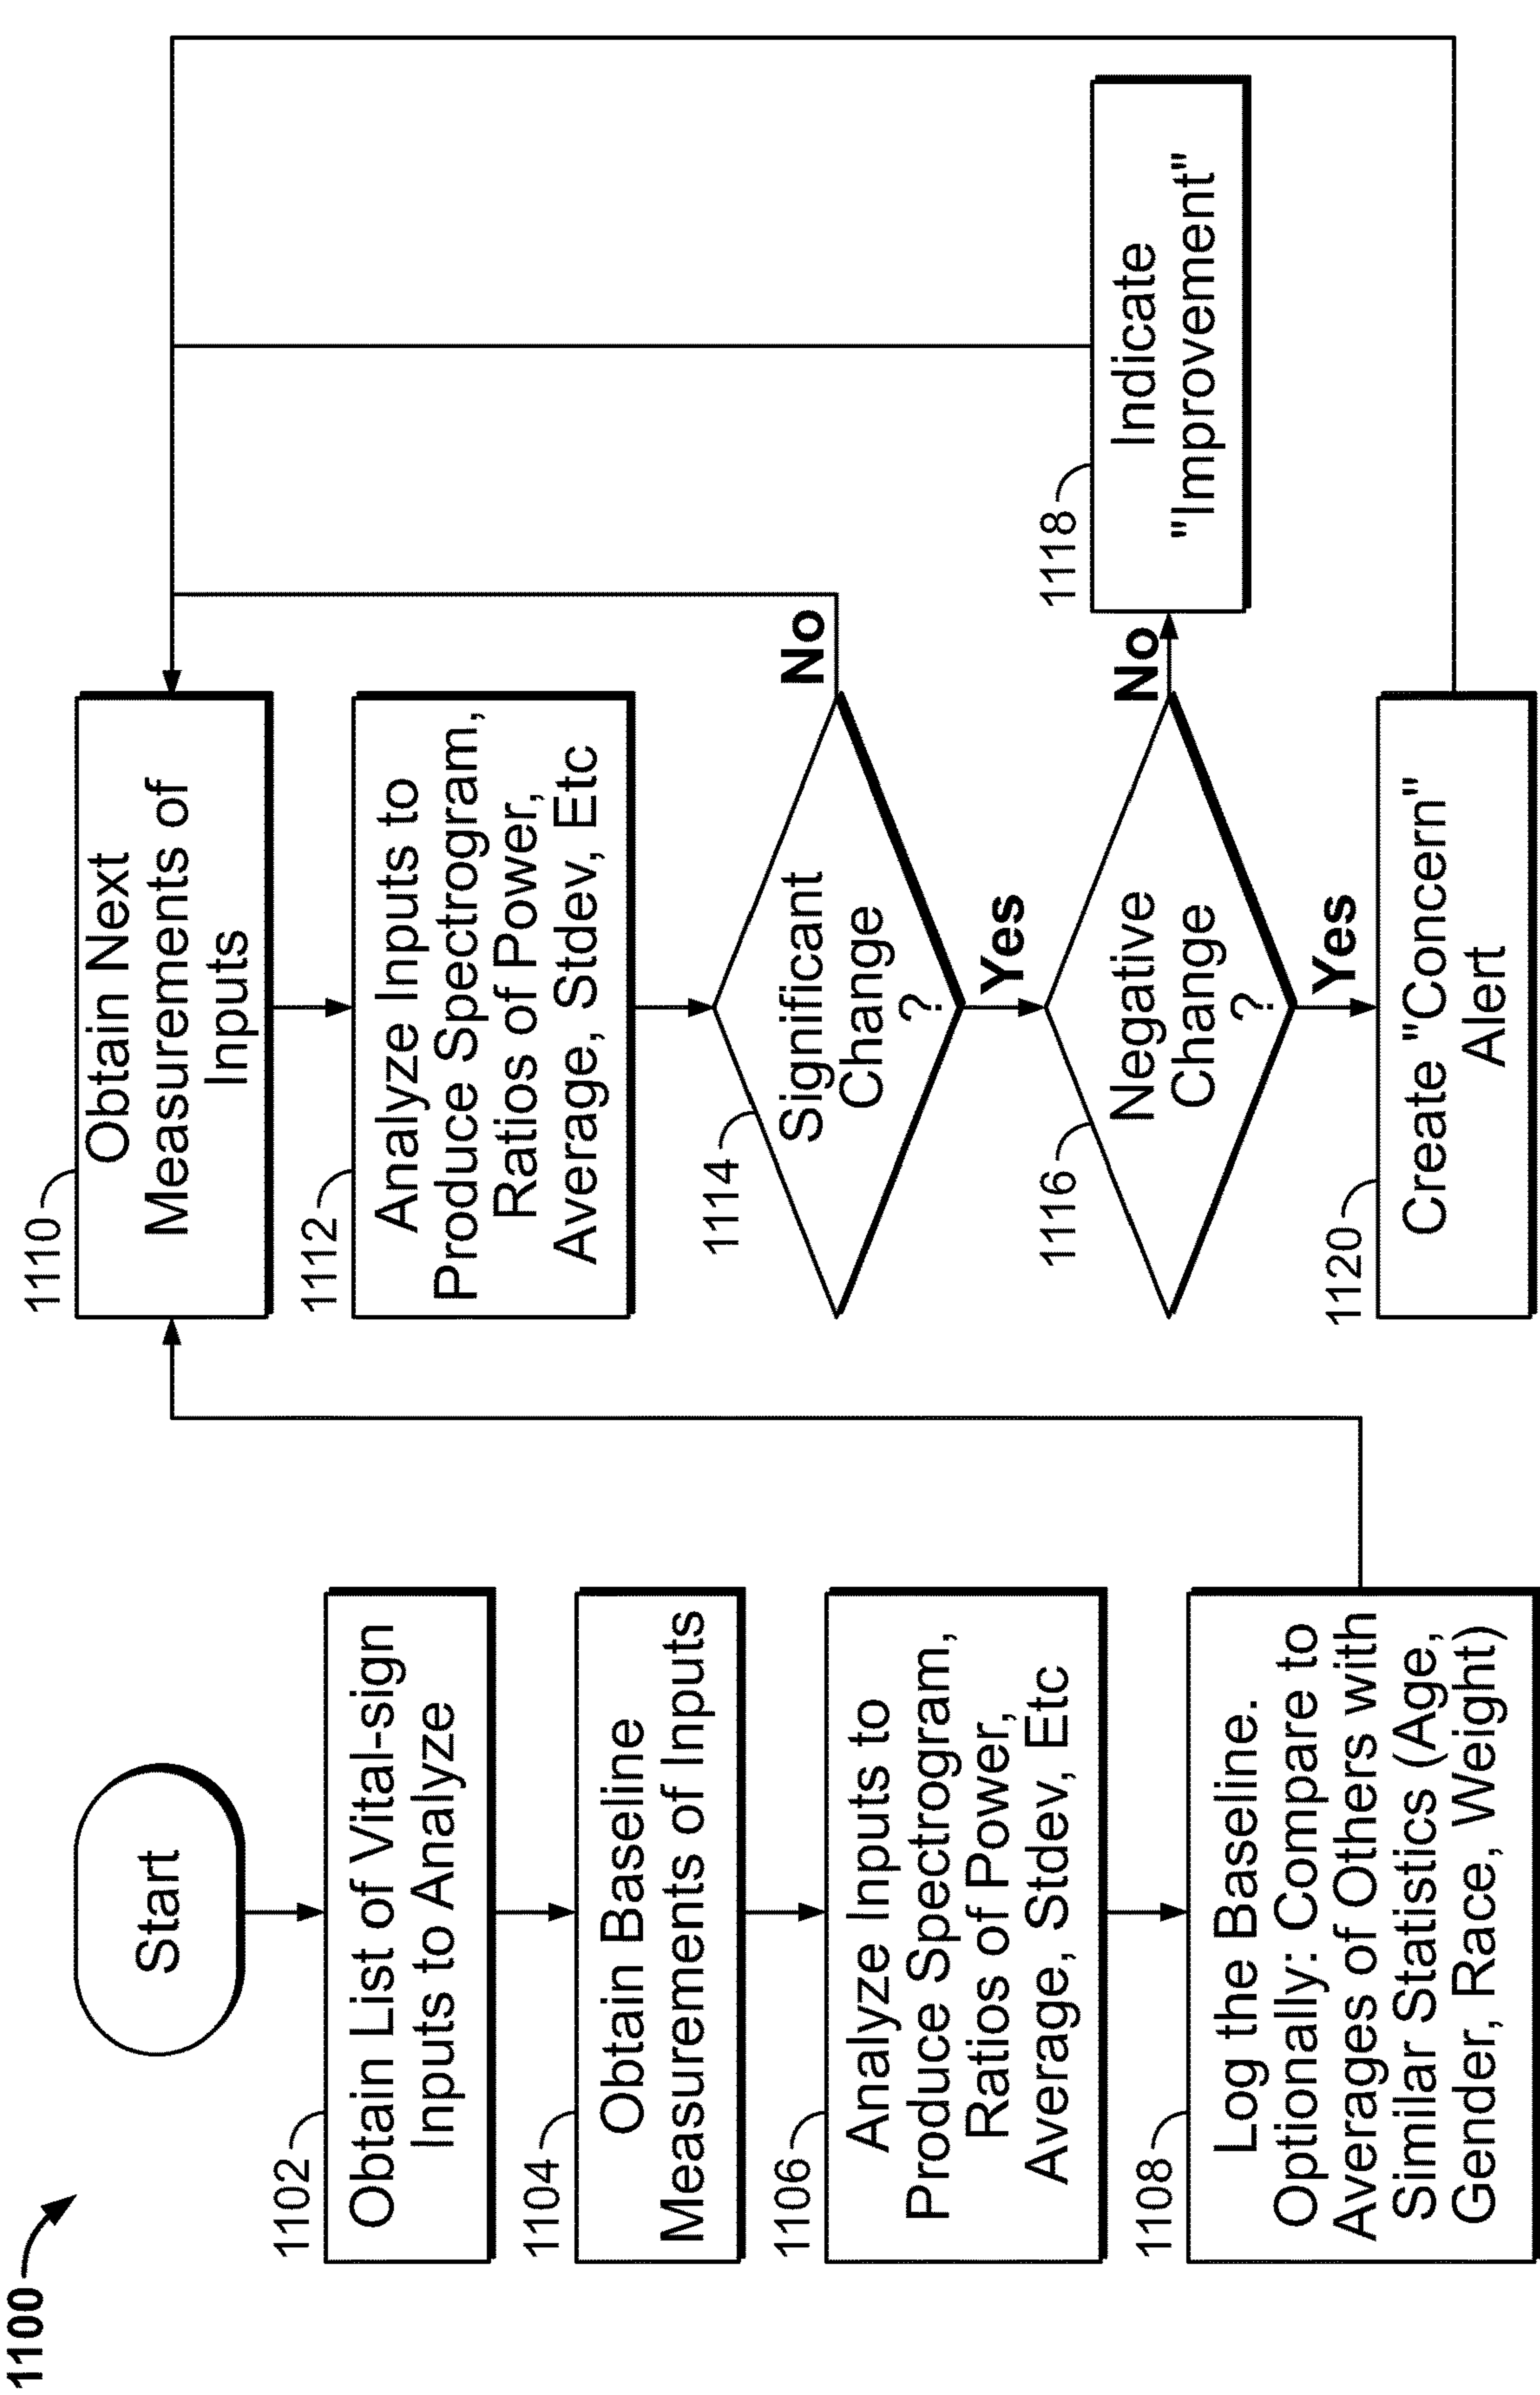 1100
Start
1102
Obtain List of Vital-sign
Inputs to Analyze
1104
Obtain Baseline
Measurements of Inputs
1106
Analyze Inputs to
Produce Spectrogram,
Ratios of Power,
Average, Stdev, Etc
1108
Log the Baseline.
Optionally: Compare to
Averages of Others with
Similar Statistics (Age,
Gender, Race, Weight)
1110
Obtain Next
Measurements of
Inputs
1112
Analyze Inputs to
Produce Spectrogram,
Ratios of Power,
Average, Stdev, Etc
1114
Significant
Change
?
No
Yes
1116
Negative
Change
?
No
Yes
1118
Indicate
"Improvement"
1120
Create "Concern"
Alert